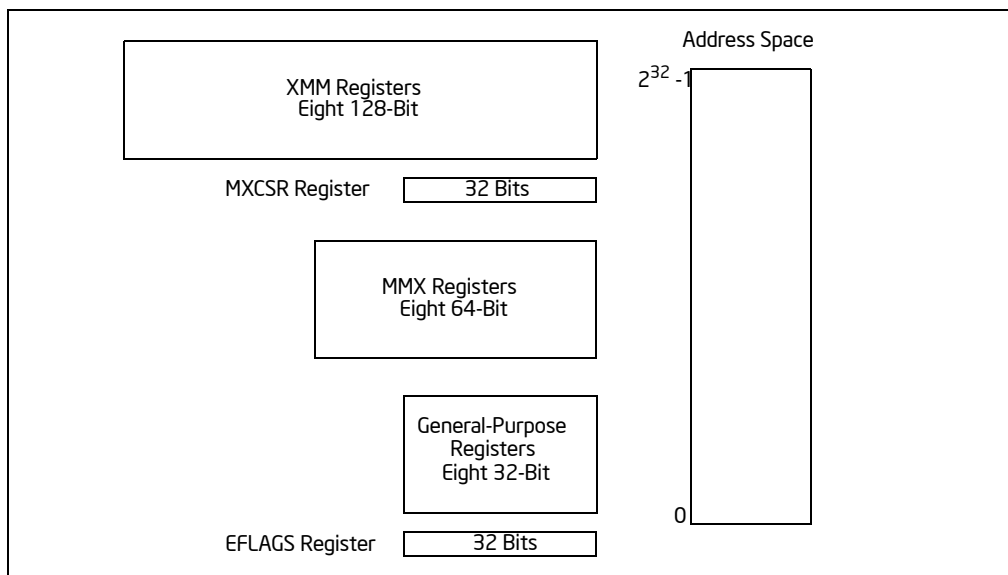 Address Space
2³² -1
XMM Registers
Eight 128-Bit
MXCSR Register
32 Bits
MMX Registers
Eight 64-Bit
General-Purpose
Registers
Eight 32-Bit
0
EFLAGS Register
32 Bits